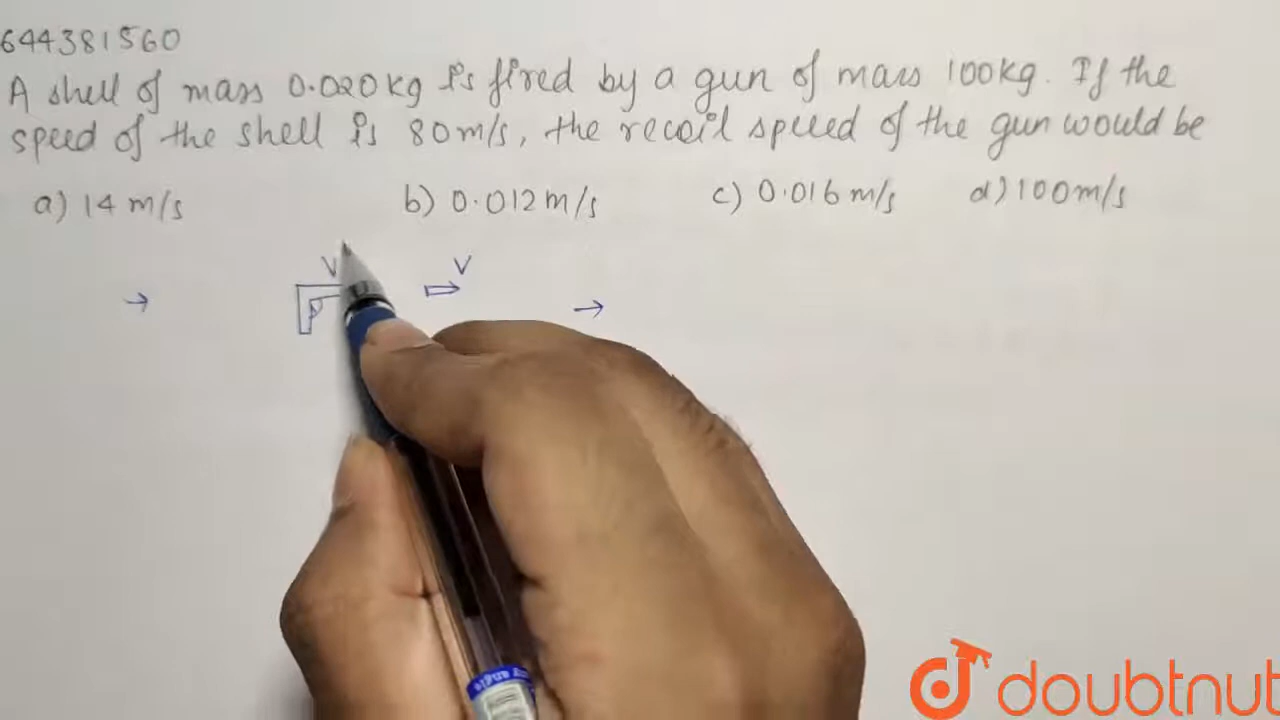 644381560
A shell of mass 0.020kg is fired by a gun of mass 100kg. If the
speed of the shell is 80m/s, the recoil speed of the gun would be
a) 14 m/s b) 0.012 m/s c) 0.016 m/s d) 100m/s
V V
doubtnut